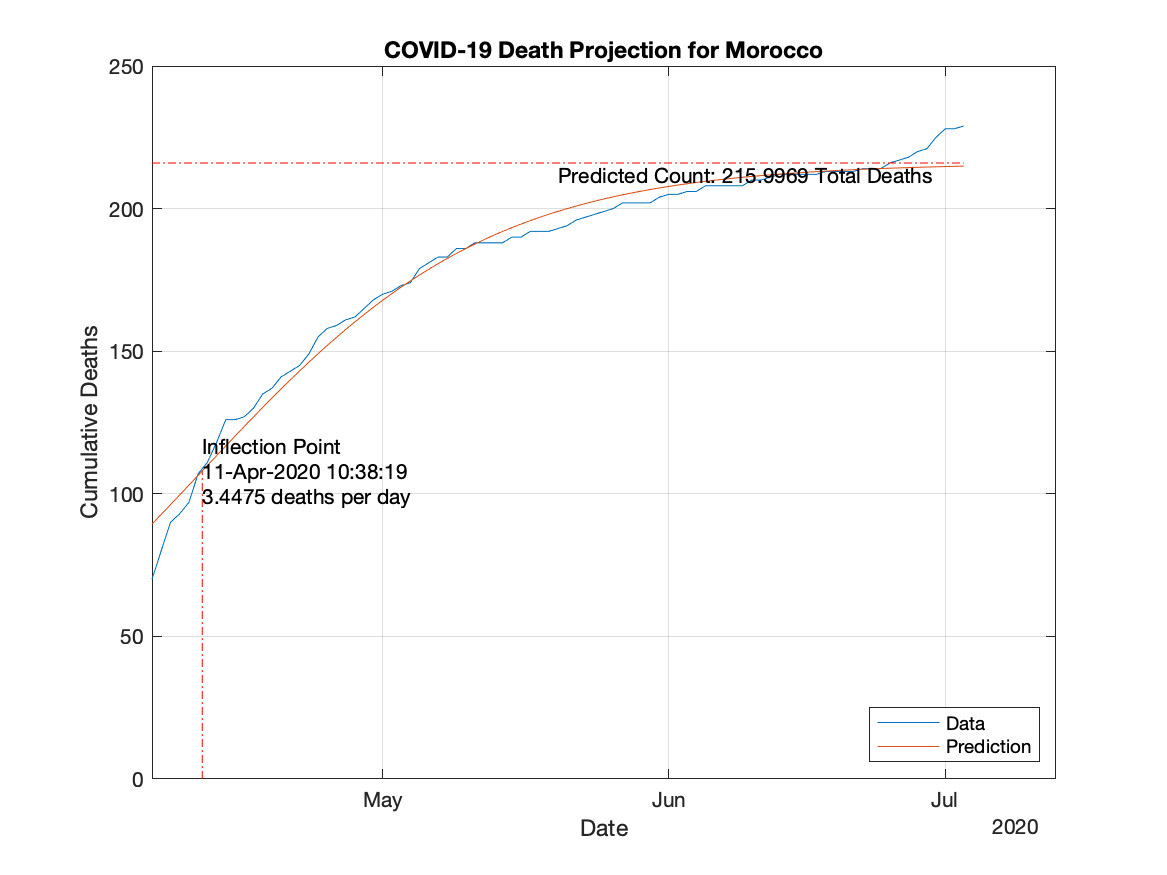 COVID-19 Death Projection for Morocco
250
200
150
100
50
0
Cumulative Deaths
Predicted Count: 215.9969 Total Deaths
Inflection Point
11-Apr-2020 10:38:19
3.4475 deaths per day
Data
Prediction
May
Jun
Jul
Date
2020